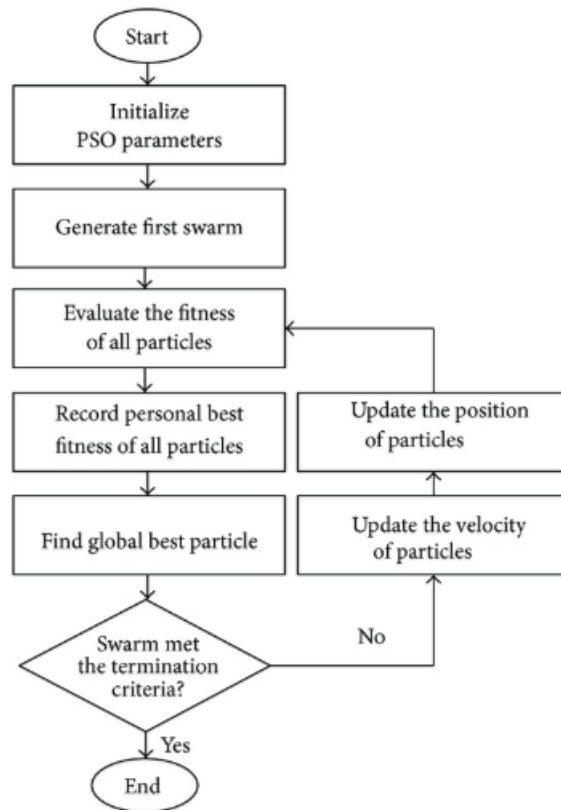 Start
Initialize
PSO parameters
Generate first swarm
Evaluate the fitness
of all particles
Record personal best
fitness of all particles
Find global best particle
Swarm met
the termination
criteria?
Yes
End
No
Update the velocity
of particles
Update the position
of particles